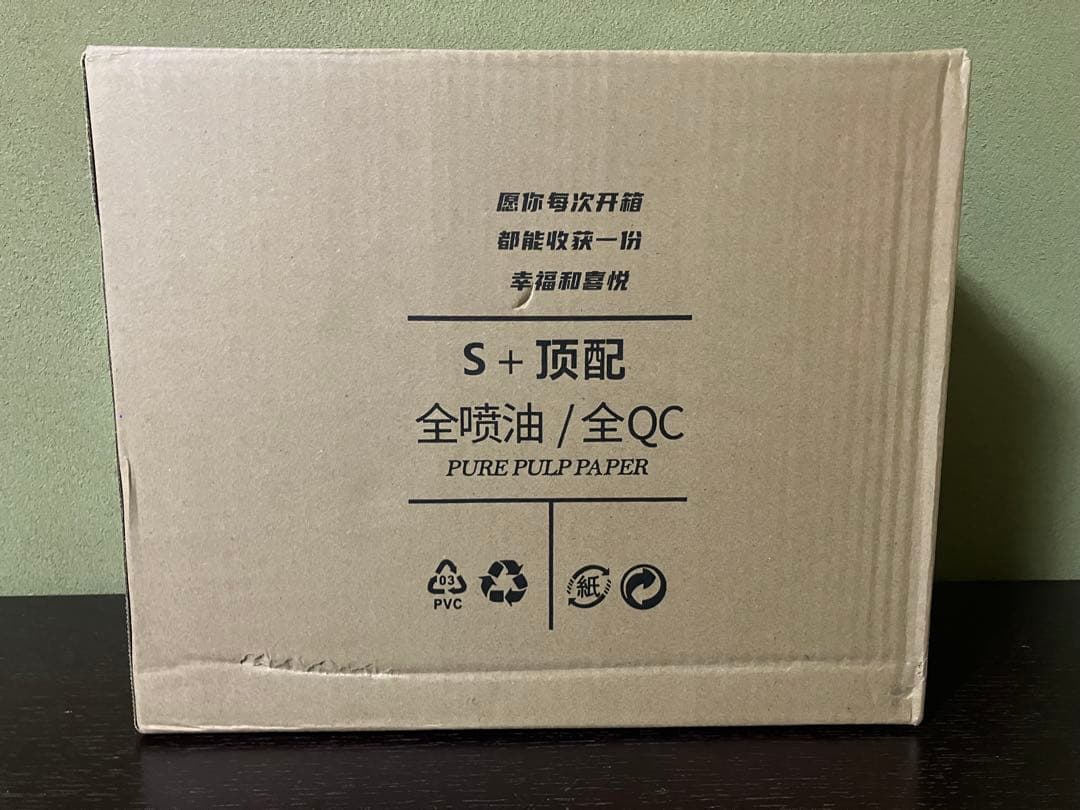 愿你每次开箱
都能收获一份
幸福和喜悦
S + 顶配
全喷油 / 全QC
PURE PULP PAPER
03
PVC
紙